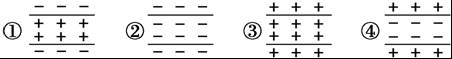 ① − − −
+ + +
+ + +
− − −
② − − −
− − −
− − −
− − −
③ + + +
+ + +
+ + +
+ + +
④ + + +
− − −
− − −
+ + +